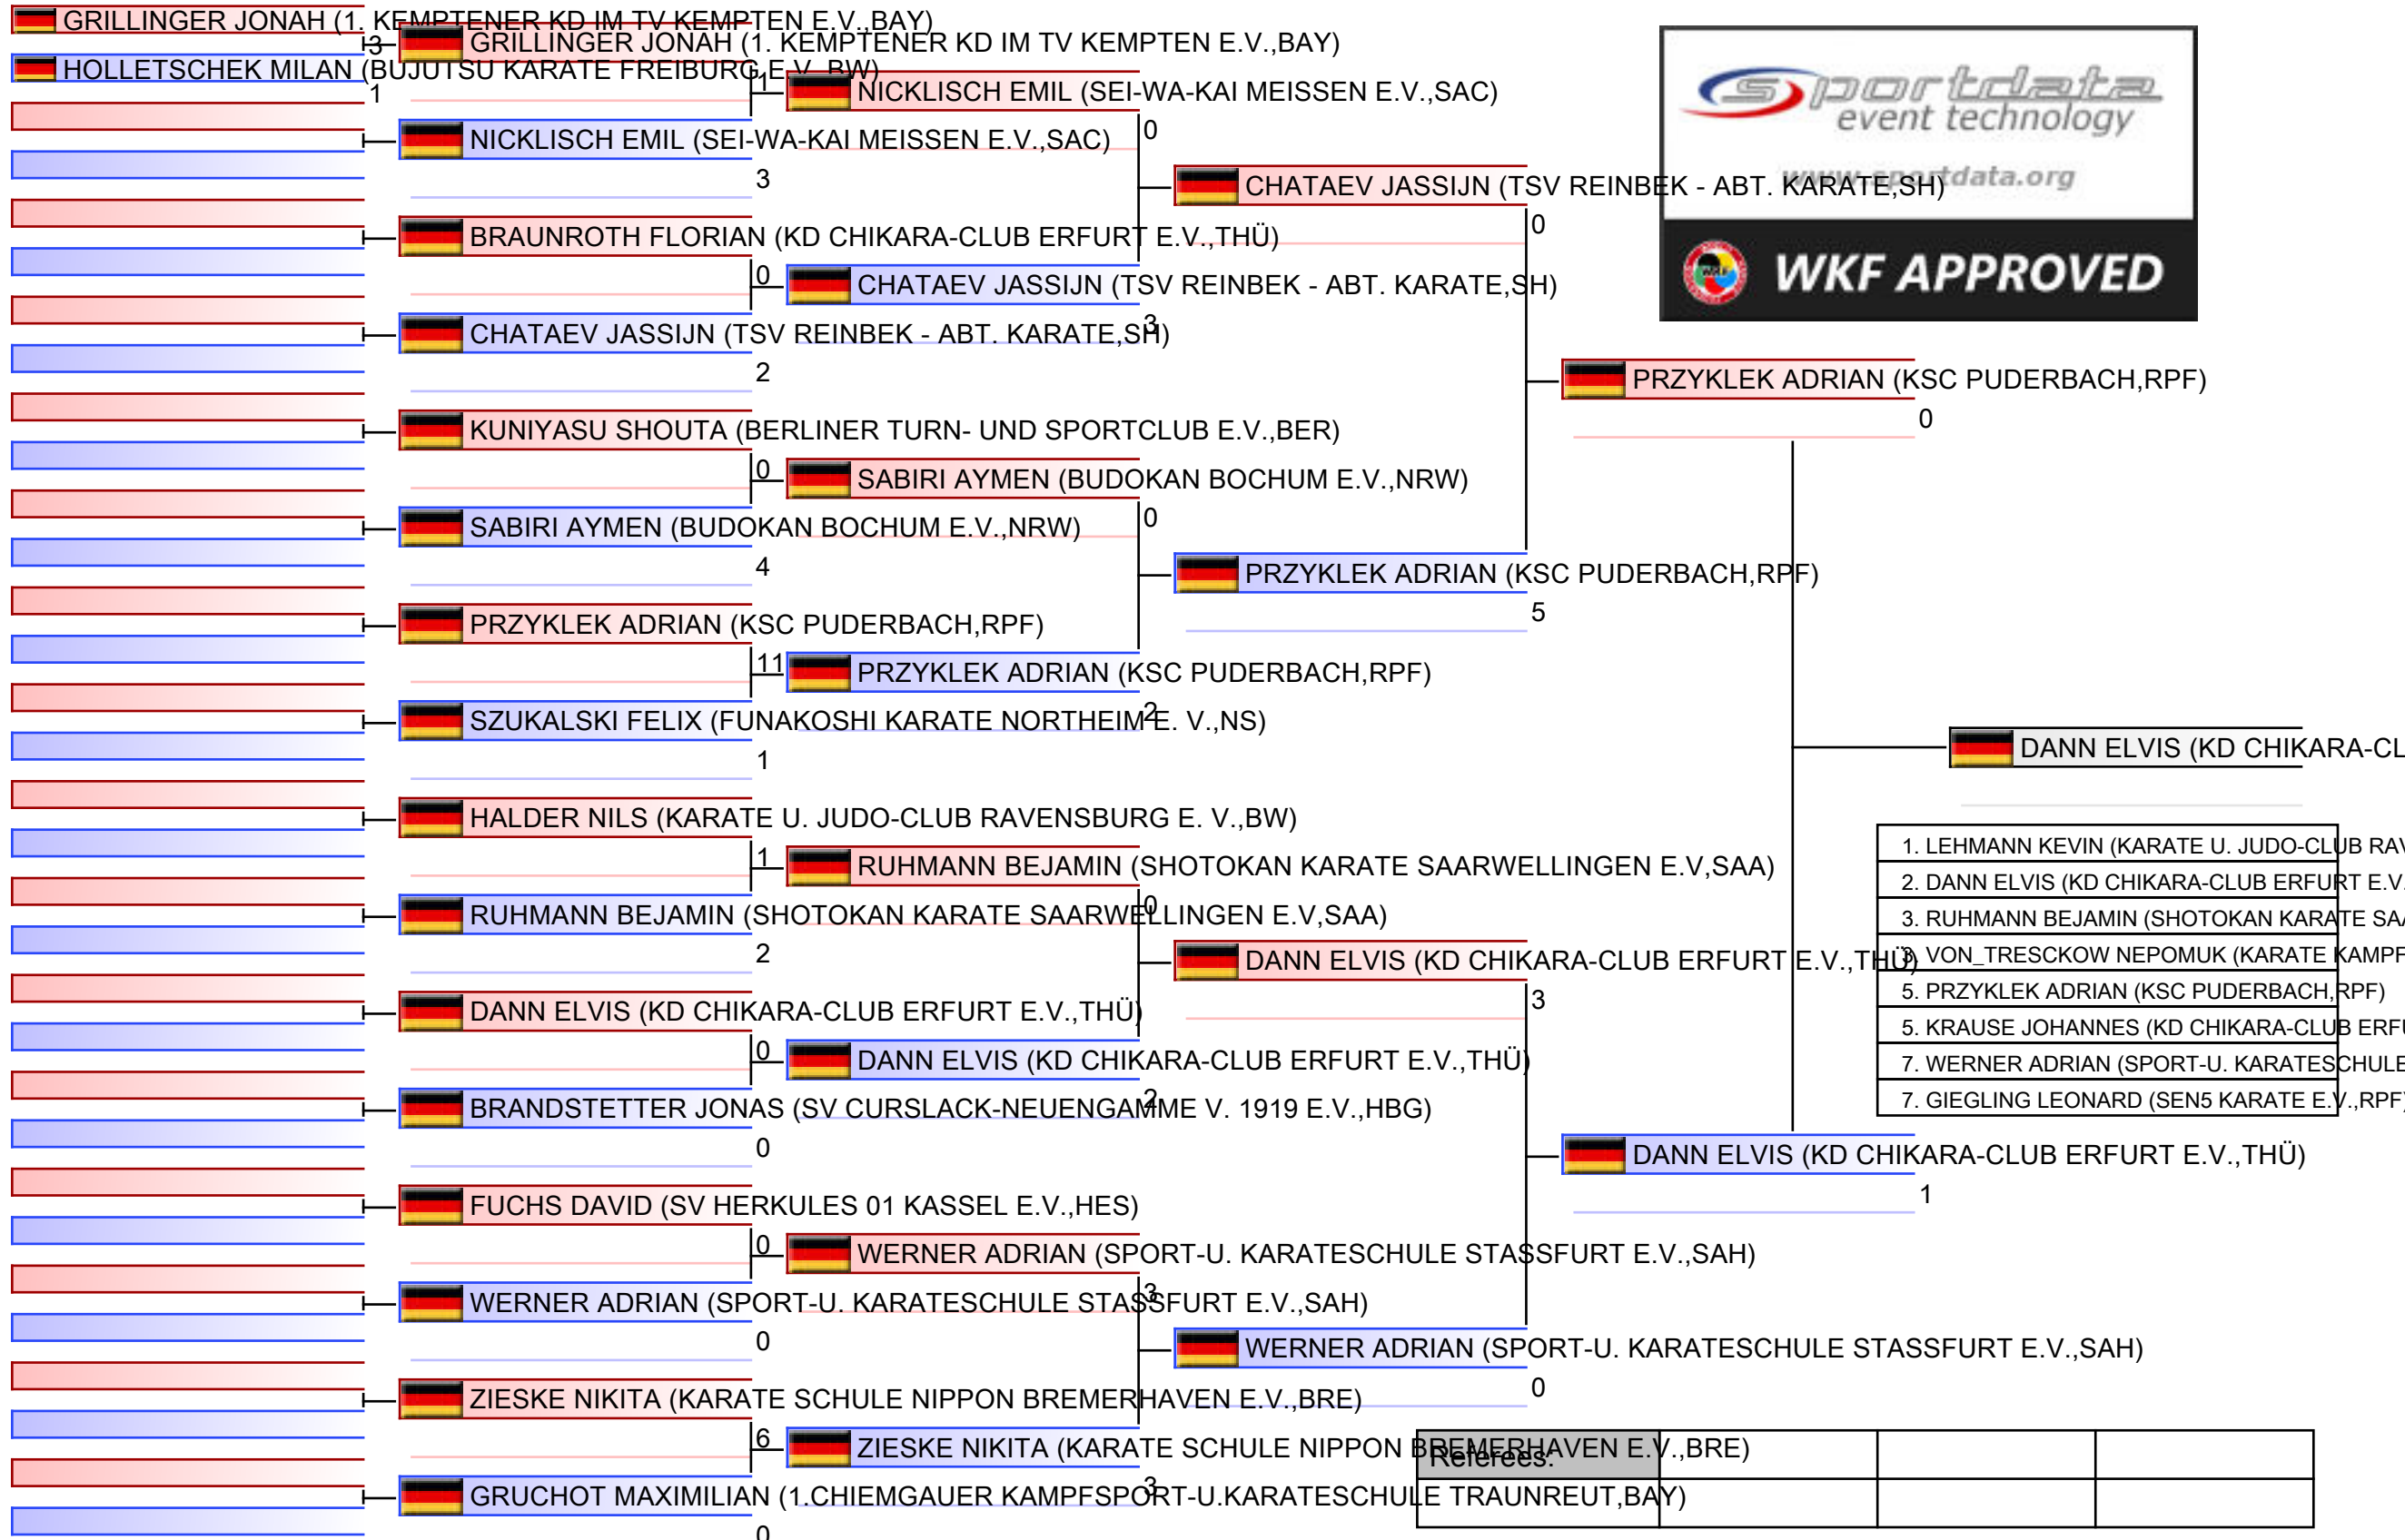 GRILLINGER JONAH (1. KEMPTENER KD IM TV KEMPTEN E.V.,BAY)
3
HOLLETSCHEK MILAN (BUJUTSU KARATE FREIBURG E.V.,BW)
1
GRILLINGER JONAH (1. KEMPTENER KD IM TV KEMPTEN E.V.,BAY)
1
NICKLISCH EMIL (SEI-WA-KAI MEISSEN E.V.,SAC)
3
BRAUNROTH FLORIAN (KD CHIKARA-CLUB ERFURT E.V.,THÜ)
0
CHATAEV JASSIJN (TSV REINBEK - ABT. KARATE,SH)
2
KUNIYASU SHOUTA (BERLINER TURN- UND SPORTCLUB E.V.,BER)
0
SABIRI AYMEN (BUDOKAN BOCHUM E.V.,NRW)
4
PRZYKLEK ADRIAN (KSC PUDERBACH,RPF)
11
SZUKALSKI FELIX (FUNAKOSHI KARATE NORTHEIM E. V.,NS)
1
HALDER NILS (KARATE U. JUDO-CLUB RAVENSBURG E. V.,BW)
1
RUHMANN BEJAMIN (SHOTOKAN KARATE SAARWELLINGEN E.V,SAA)
2
DANN ELVIS (KD CHIKARA-CLUB ERFURT E.V.,THÜ)
0
BRANDSTETTER JONAS (SV CURSLACK-NEUENGAMME V. 1919 E.V.,HBG)
0
FUCHS DAVID (SV HERKULES 01 KASSEL E.V.,HES)
0
WERNER ADRIAN (SPORT-U. KARATESCHULE STASSFURT E.V.,SAH)
0
ZIESKE NIKITA (KARATE SCHULE NIPPON BREMERHAVEN E.V.,BRE)
6
GRUCHOT MAXIMILIAN (1.CHIEMGAUER KAMPFSPORT-U.KARATESCHULE TRAUNREUT,BAY)
0
NICKLISCH EMIL (SEI-WA-KAI MEISSEN E.V.,SAC)
0
CHATAEV JASSIJN (TSV REINBEK - ABT. KARATE,SH)
3
SABIRI AYMEN (BUDOKAN BOCHUM E.V.,NRW)
0
PRZYKLEK ADRIAN (KSC PUDERBACH,RPF)
2
RUHMANN BEJAMIN (SHOTOKAN KARATE SAARWELLINGEN E.V,SAA)
0
DANN ELVIS (KD CHIKARA-CLUB ERFURT E.V.,THÜ)
2
WERNER ADRIAN (SPORT-U. KARATESCHULE STASSFURT E.V.,SAH)
3
ZIESKE NIKITA (KARATE SCHULE NIPPON BREMERHAVEN E.V.,BRE)
3
CHATAEV JASSIJN (TSV REINBEK - ABT. KARATE,SH)
0
PRZYKLEK ADRIAN (KSC PUDERBACH,RPF)
5
DANN ELVIS (KD CHIKARA-CLUB ERFURT E.V.,THÜ)
3
WERNER ADRIAN (SPORT-U. KARATESCHULE STASSFURT E.V.,SAH)
0
PRZYKLEK ADRIAN (KSC PUDERBACH,RPF)
0
DANN ELVIS (KD CHIKARA-CLUB ERFURT E.V.,THÜ)
1
DANN ELVIS (KD CHIKARA-CL
sportdata
event technology
www.sportdata.org
WKF APPROVED
1. LEHMANN KEVIN (KARATE U. JUDO-CLUB RAV
2. DANN ELVIS (KD CHIKARA-CLUB ERFURT E.V.
3. RUHMANN BEJAMIN (SHOTOKAN KARATE SAA
3. VON_TRESCKOW NEPOMUK (KARATE KAMPF
5. PRZYKLEK ADRIAN (KSC PUDERBACH,RPF)
5. KRAUSE JOHANNES (KD CHIKARA-CLUB ERFU
7. WERNER ADRIAN (SPORT-U. KARATESCHULE
7. GIEGLING LEONARD (SEN5 KARATE E.V.,RPF)
Referees: